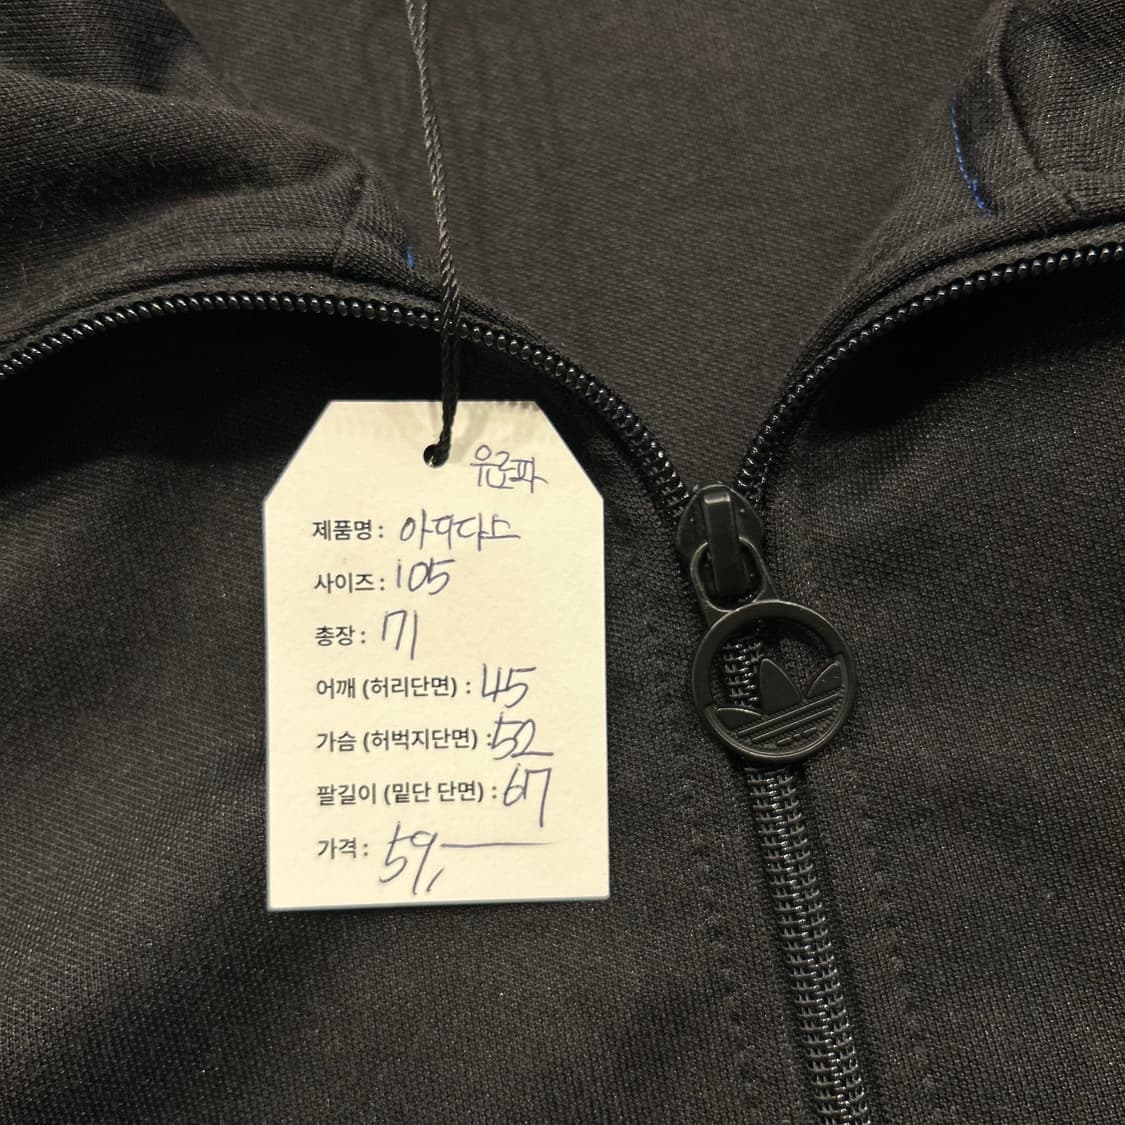 유로파
제품명 : 아디다스
사이즈 : 105
총장 : 71
어깨 (허리단면) : 45
가슴 (허벅지단면) : 52
팔길이 (밑단 단면) : 67
가격 : 59,—